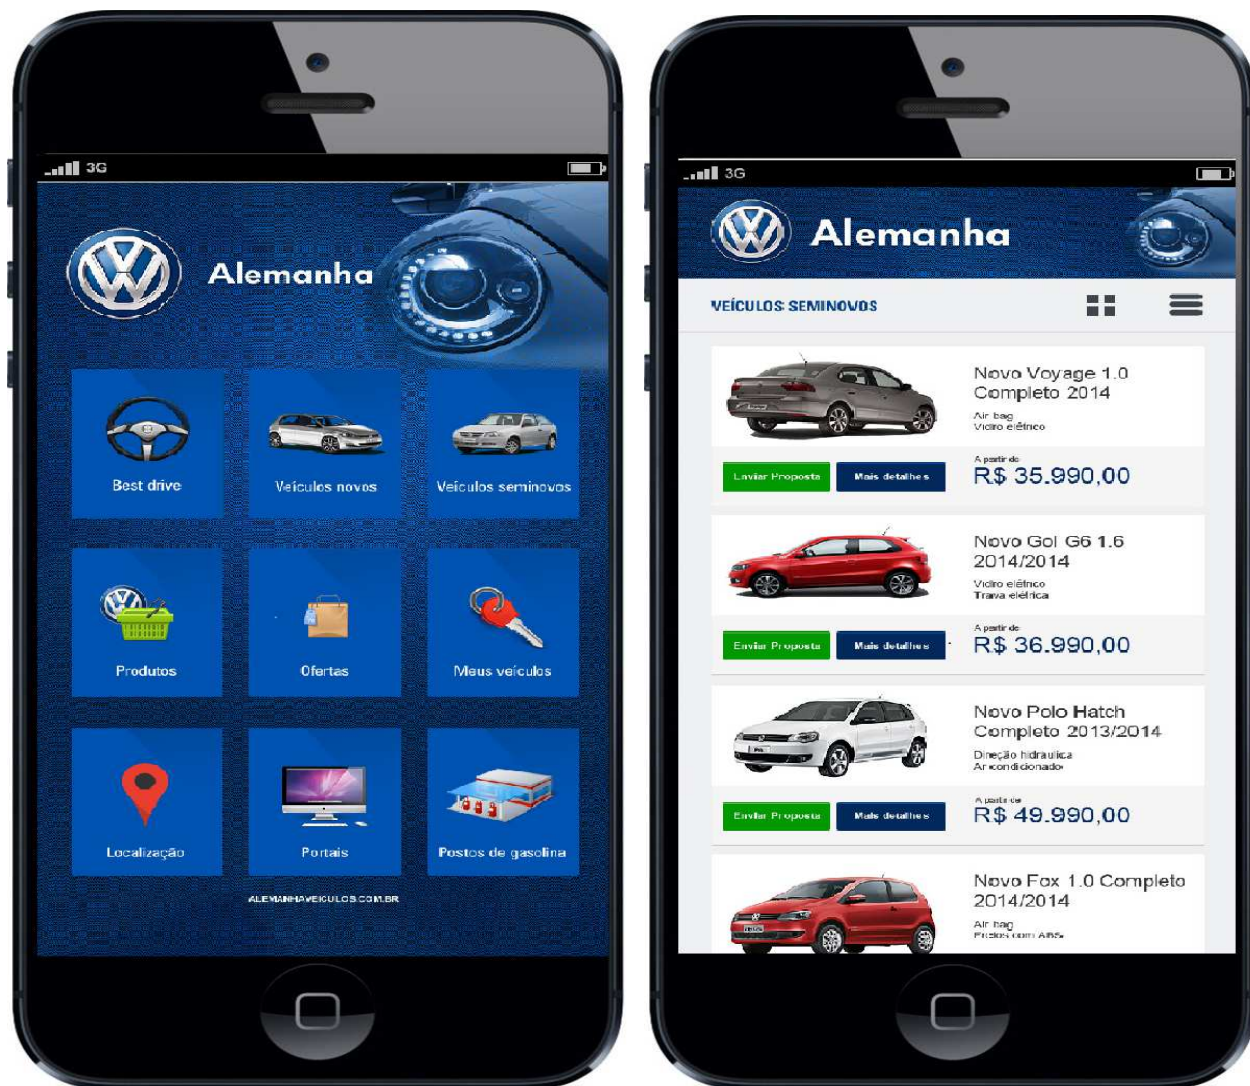 3G
Alemanha
Best drive
Veículos novos
Veículos seminovos
Produtos
Ofertas
Meus veículos
Localização
Portais
Postos de gasolina
ALEMANHAVEICULOS.COM.BR
3G
Alemanha
VEÍCULOS SEMINOVOS
Novo Voyage 1.0
Completo 2014
Air bag
Vidro elétrico
A partir de
Enviar Proposta Mais detalhes R$ 35.990,00
Novo Gol G6 1.6
2014/2014
Vidro elétrico
Trava elétrica
A partir de
Enviar Proposta Mais detalhes R$ 36.990,00
Novo Polo Hatch
Completo 2013/2014
Direção hidraulica
Ar condicionado
A partir de
Enviar Proposta Mais detalhes R$ 49.990,00
Novo Fox 1.0 Completo
2014/2014
Air bag
Freios com ABS